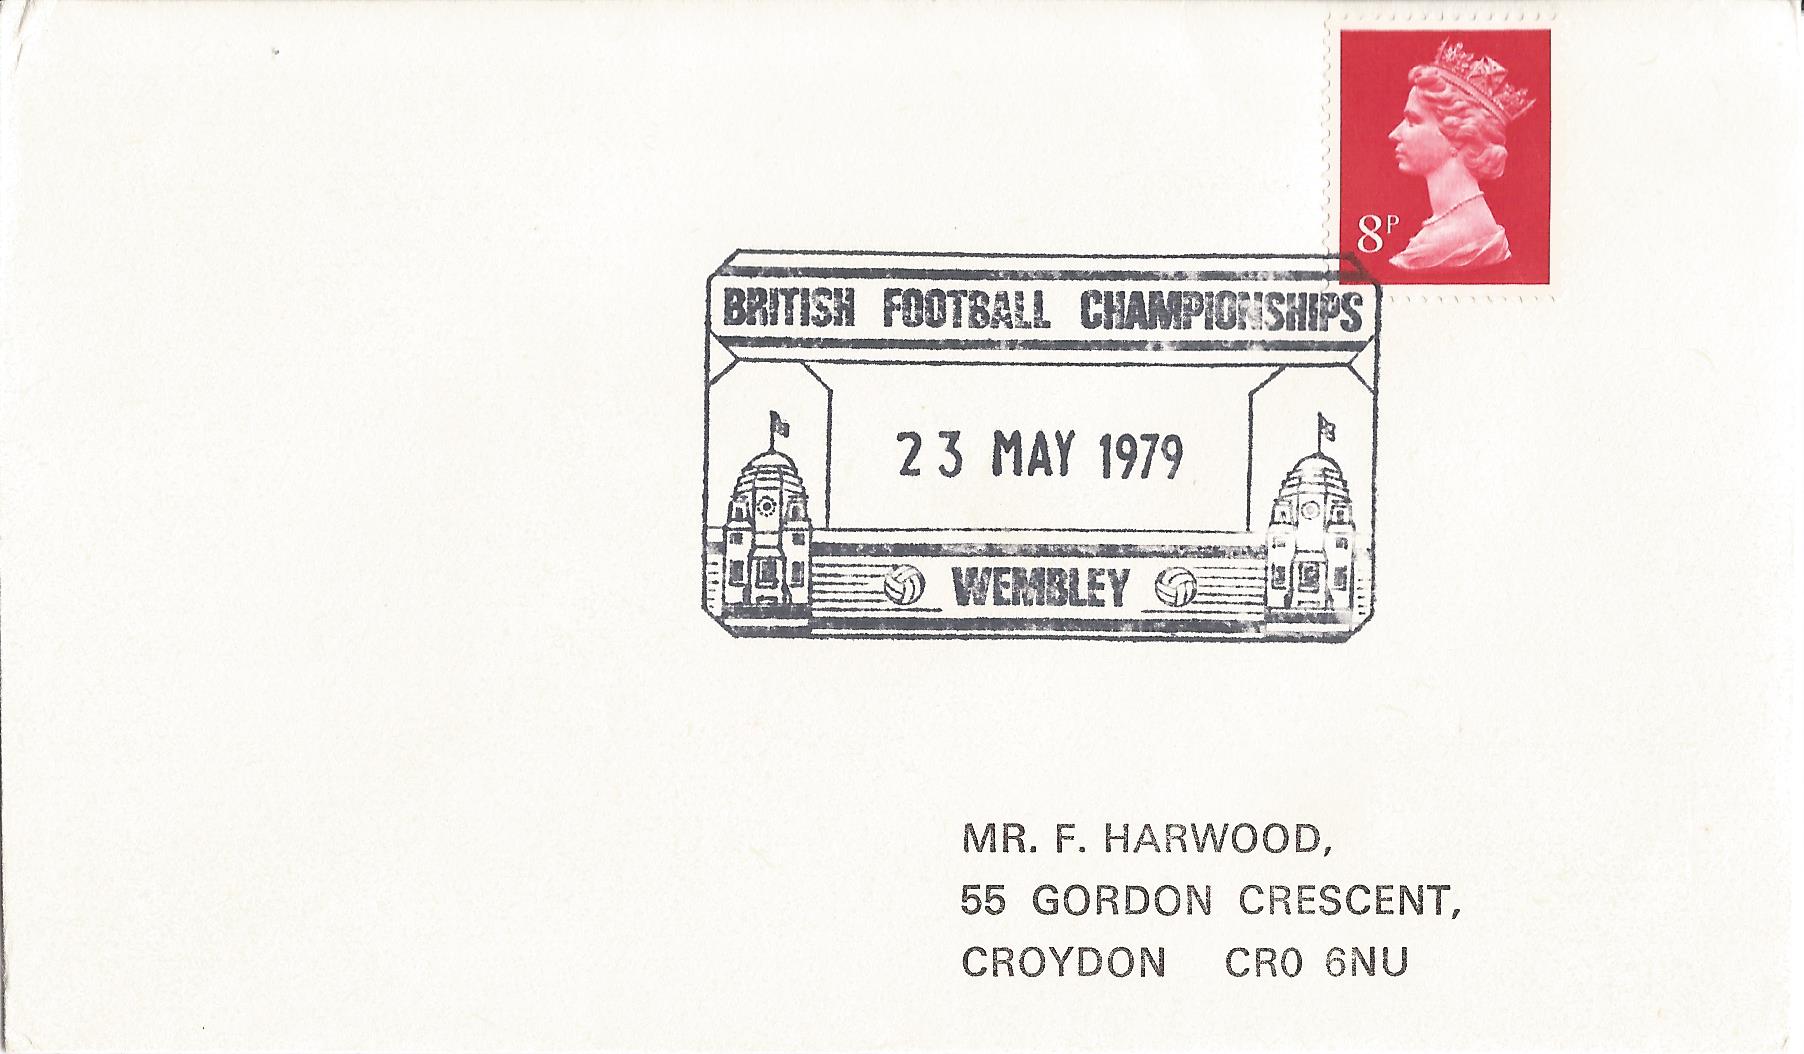 8P
BRITISH FOOTBALL CHAMPIONSHIPS
23 MAY 1979
WEMBLEY
MR. F. HARWOOD,
55 GORDON CRESCENT,
CROYDON CR0 6NU